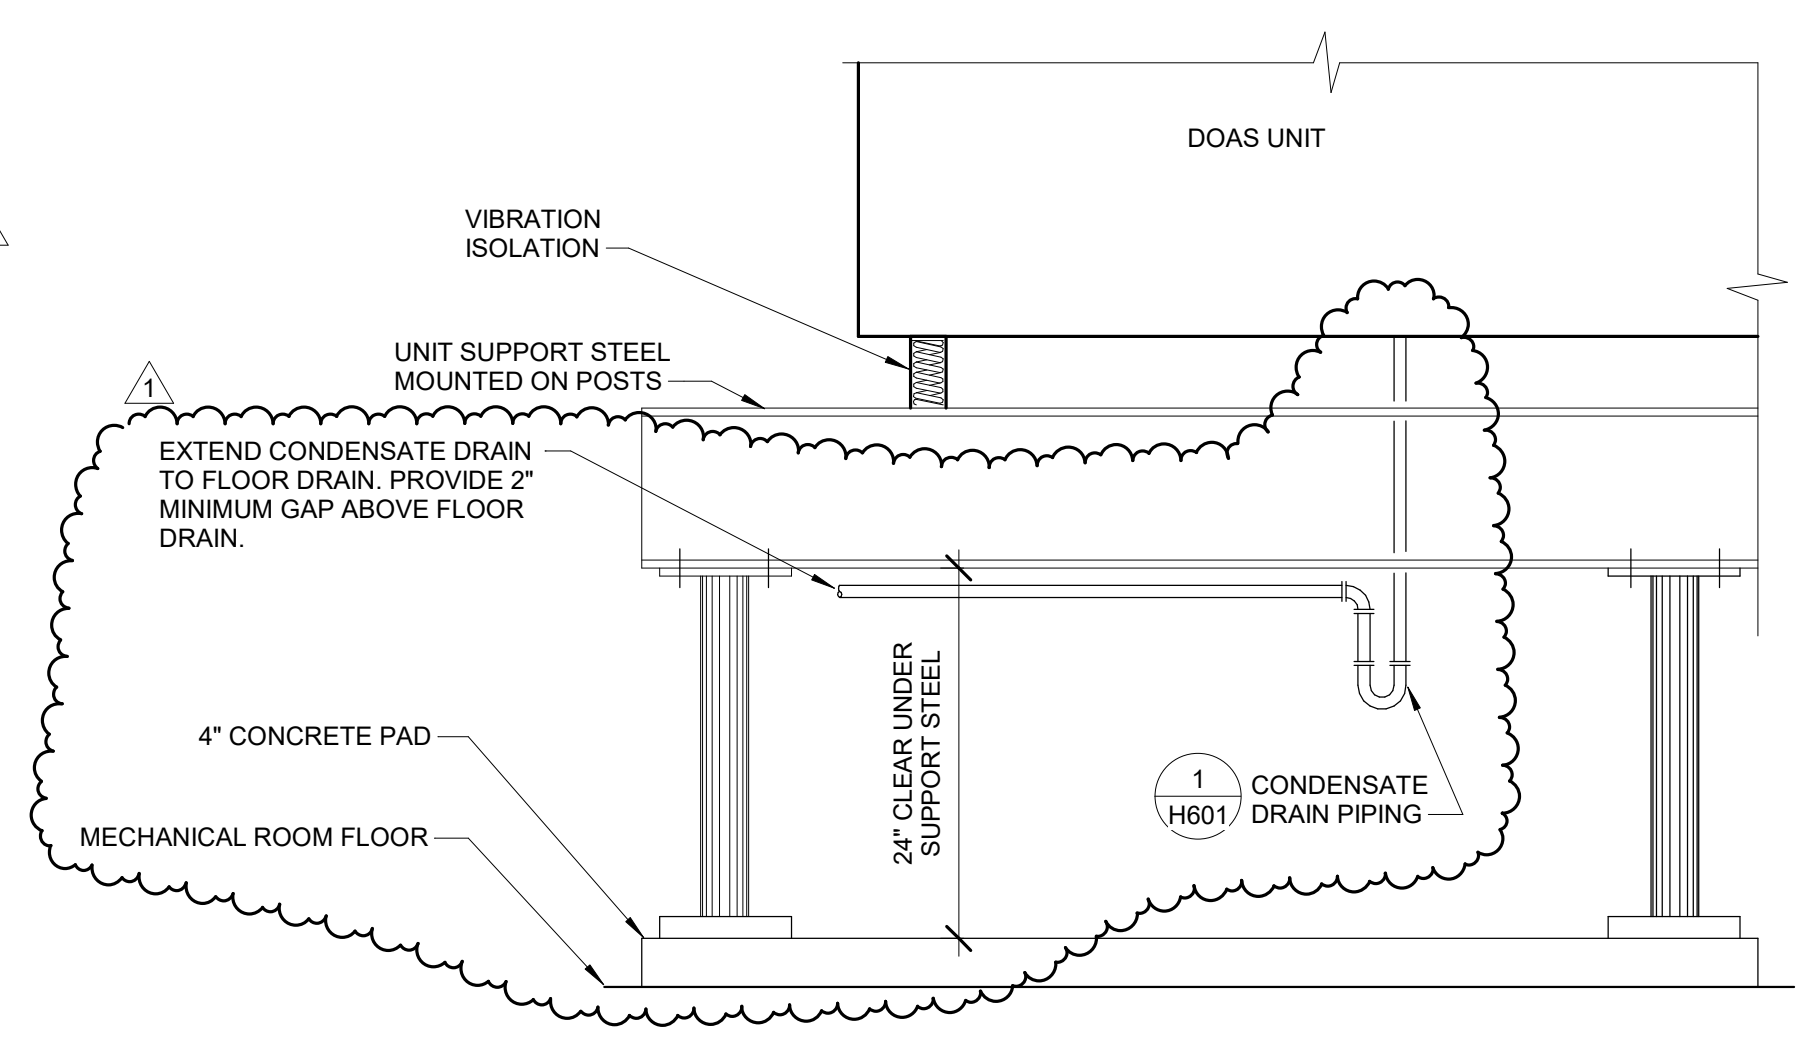 DOAS UNIT
VIBRATION
ISOLATION
UNIT SUPPORT STEEL
MOUNTED ON POSTS
1
EXTEND CONDENSATE DRAIN
TO FLOOR DRAIN. PROVIDE 2"
MINIMUM GAP ABOVE FLOOR
DRAIN.
24" CLEAR UNDER
SUPPORT STEEL
4" CONCRETE PAD
1
H601
CONDENSATE
DRAIN PIPING
MECHANICAL ROOM FLOOR